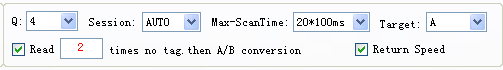 Q: 4 Session: AUTO Max-ScanTime: 20*100ms Target: A
Read 2 times no tag.then A/B conversion Return Speed